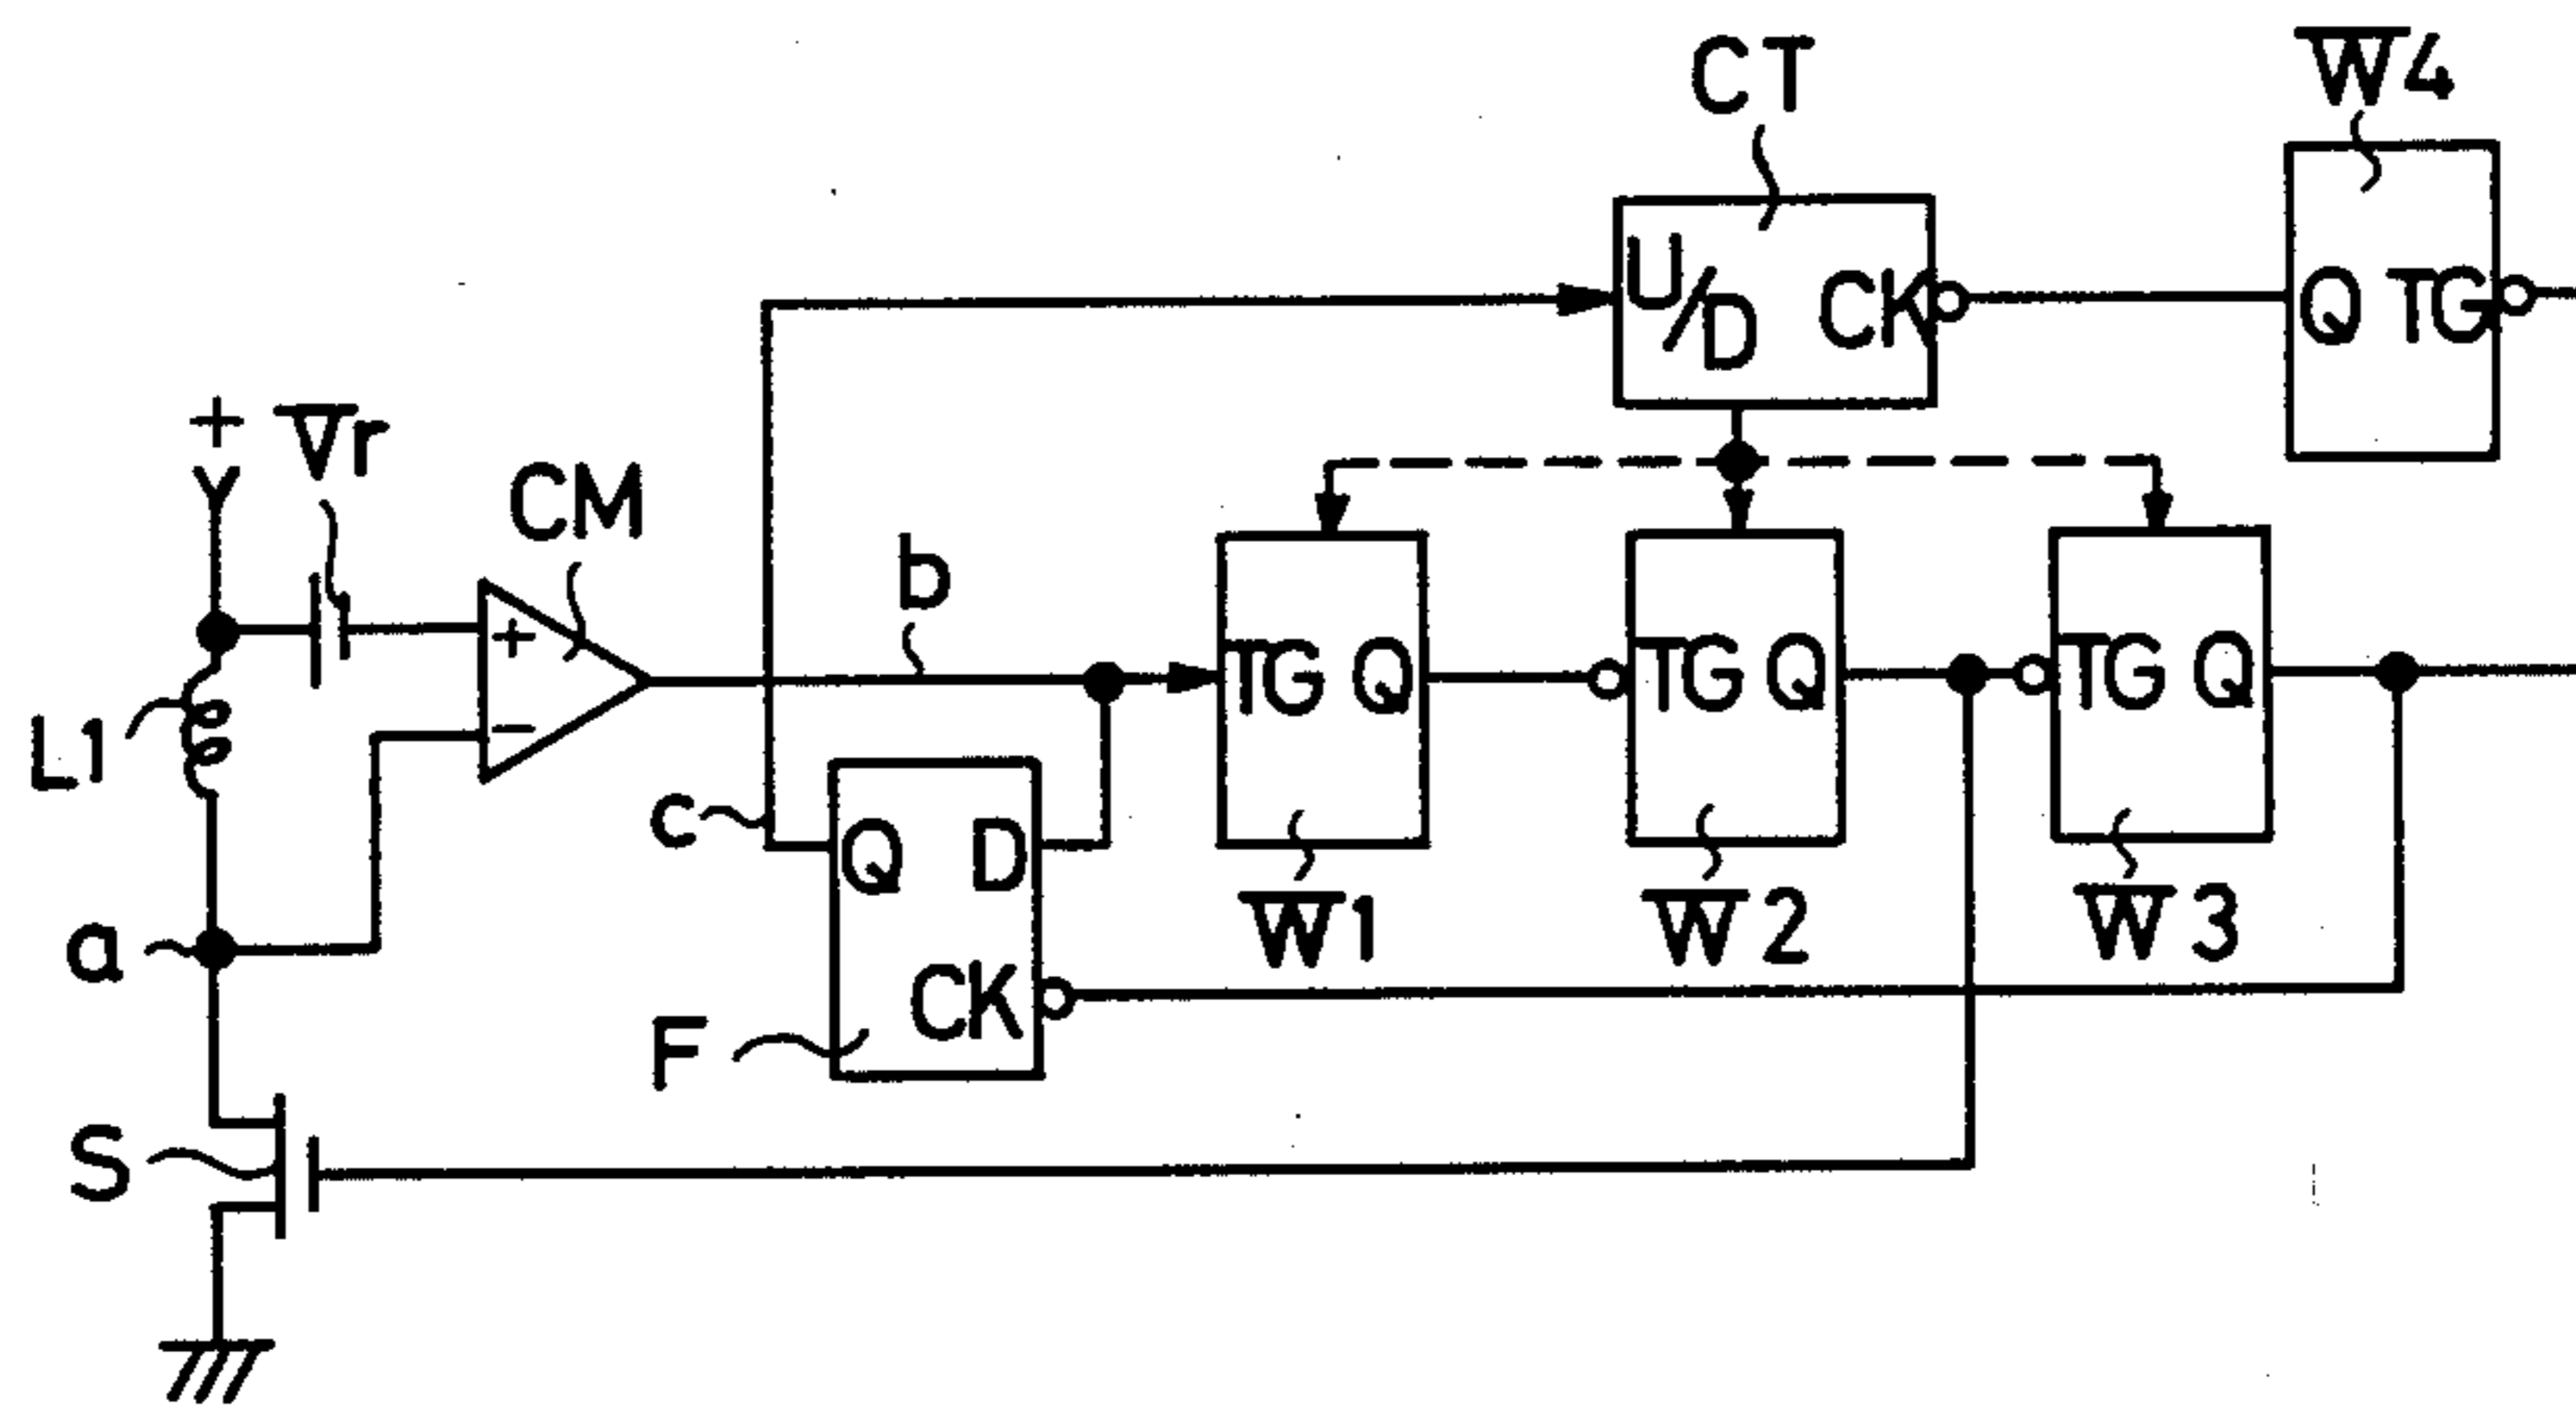 CT
W4
U/D CK
Q TG
+
Vr
CM
b
+
−
L1
TG Q
TG Q
TG Q
c
Q D
CK
W1
W2
W3
a
F
S